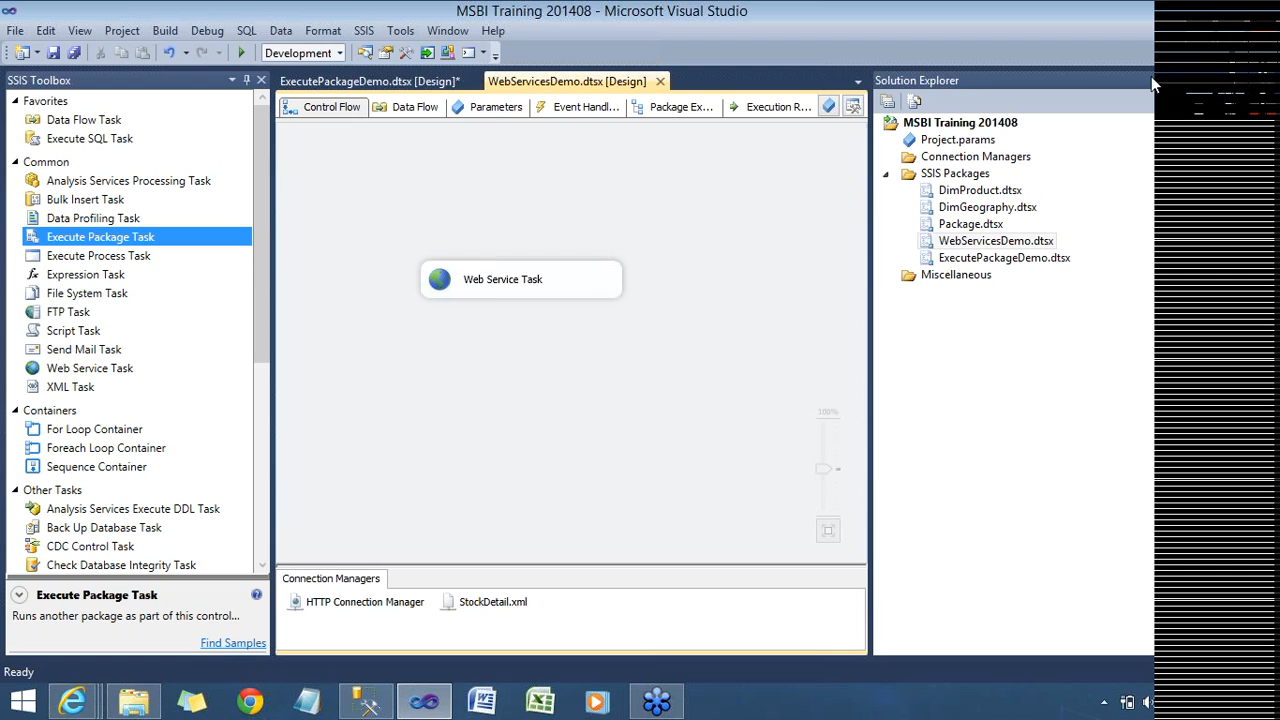 MSBI Training 201408 - Microsoft Visual Studio
File Edit View Project Build Debug SQL Data Format SSIS Tools Window Help
Development
SSIS Toolbox
Favorites
Data Flow Task
Execute SQL Task
Common
Analysis Services Processing Task
Bulk Insert Task
Data Profiling Task
Execute Package Task
Execute Process Task
Expression Task
File System Task
FTP Task
Script Task
Send Mail Task
Web Service Task
XML Task
Containers
For Loop Container
Foreach Loop Container
Sequence Container
Other Tasks
Analysis Services Execute DDL Task
Back Up Database Task
CDC Control Task
Check Database Integrity Task
Execute Package Task
Runs another package as part of this control...
Find Samples
ExecutePackageDemo.dtsx [Design]* WebServicesDemo.dtsx [Design]
Control Flow Data Flow Parameters Event Handl... Package Ex... Execution R...
Web Service Task
100%
Connection Managers
HTTP Connection Manager StockDetail.xml
Solution Explorer
MSBI Training 201408
Project.params
Connection Managers
SSIS Packages
DimProduct.dtsx
DimGeography.dtsx
Package.dtsx
WebServicesDemo.dtsx
ExecutePackageDemo.dtsx
Miscellaneous
Ready